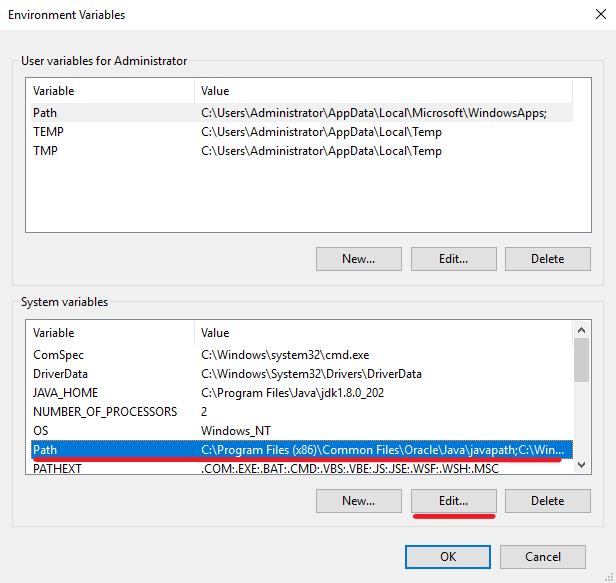 Environment Variables
User variables for Administrator
Variable Value
Path C:\Users\Administrator\AppData\Local\Microsoft\WindowsApps;
TEMP C:\Users\Administrator\AppData\Local\Temp
TMP C:\Users\Administrator\AppData\Local\Temp
New... Edit... Delete
System variables
Variable Value
ComSpec C:\Windows\system32\cmd.exe
DriverData C:\Windows\System32\Drivers\DriverData
JAVA_HOME C:\Program Files\Java\jdk1.8.0_202
NUMBER_OF_PROCESSORS 2
OS Windows_NT
Path C:\Program Files (x86)\Common Files\Oracle\Java\javapath;C:\Win...
PATHEXT .COM;.EXE;.BAT;.CMD;.VBS;.VBE;.JS;.JSE;.WSF;.WSH;.MSC
New... Edit... Delete
OK Cancel